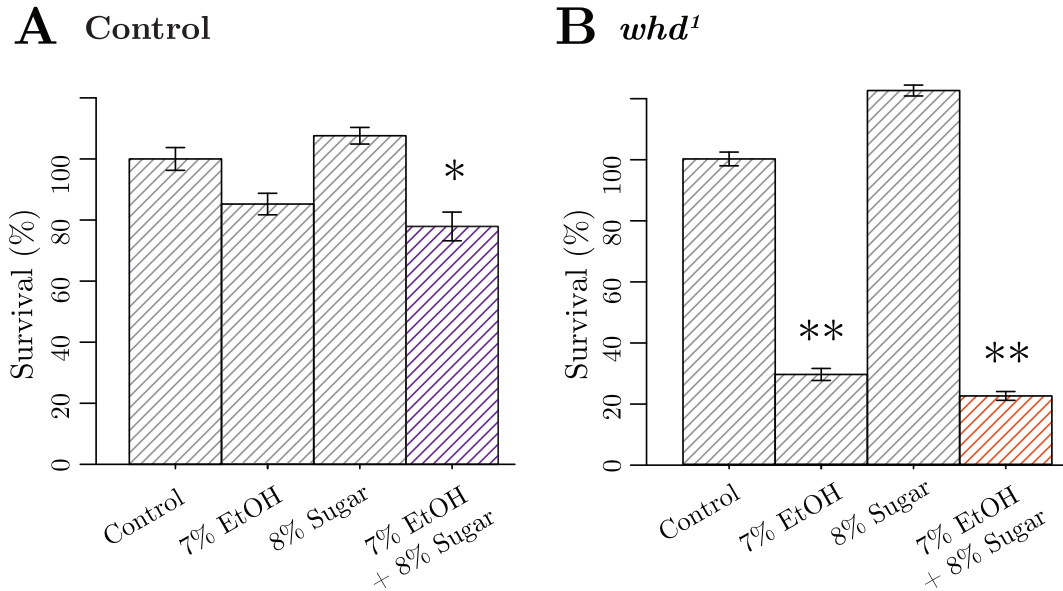 A Control
Survival (%)
0 20 40 60 80 100
*
Control
7% EtOH
8% Sugar
7% EtOH
+ 8% Sugar
B whd¹
Survival (%)
0 20 40 60 80 100
**
**
Control
7% EtOH
8% Sugar
7% EtOH
+ 8% Sugar